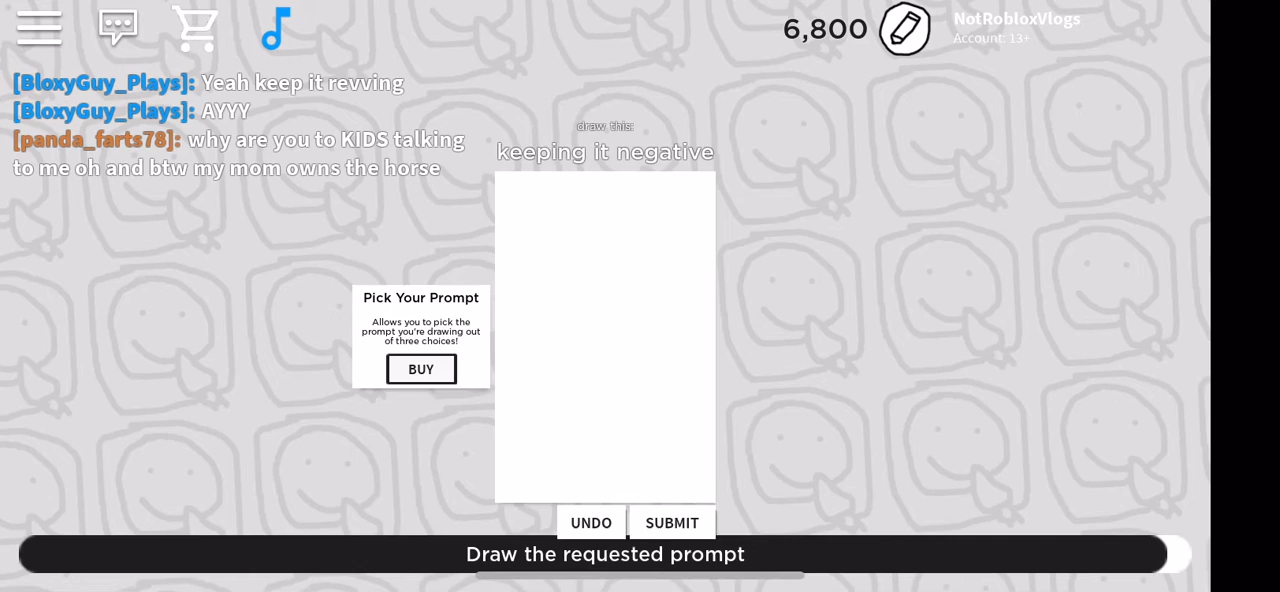 6,800
NotRobloxVlogs
Account: 13+
[BloxyGuy_Plays]: Yeah keep it revving
[BloxyGuy_Plays]: AYYY
[panda_farts78]: why are you to KIDS talking
to me oh and btw my mom owns the horse
draw this:
keeping it negative
Pick Your Prompt
Allows you to pick the
prompt you're drawing out
of three choices!
BUY
UNDO SUBMIT
Draw the requested prompt